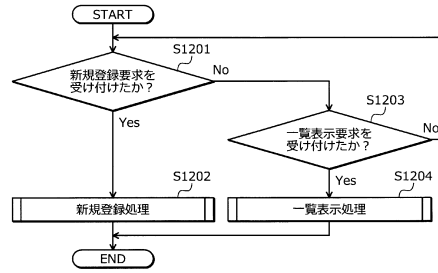 START
S1201
新規登録要求を
受け付けたか？
No
Yes
S1203
一覧表示要求を
受け付けたか？
No
Yes
S1202
新規登録処理
S1204
一覧表示処理
END